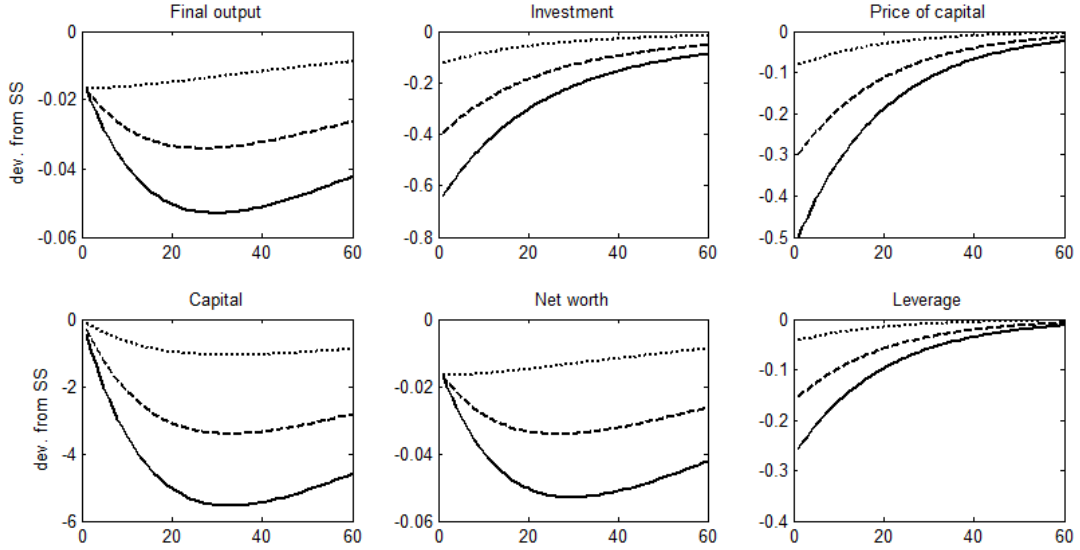 Final output
Investment
Price of capital
dev. from SS
0
-0.02
-0.04
-0.06
0 20 40 60
0
-0.2
-0.4
-0.6
-0.8
0 20 40 60
0
-0.1
-0.2
-0.3
-0.4
-0.5
0 20 40 60
Capital
Net worth
Leverage
dev. from SS
0
-2
-4
-6
0 20 40 60
0
-0.02
-0.04
-0.06
0 20 40 60
0
-0.1
-0.2
-0.3
-0.4
0 20 40 60